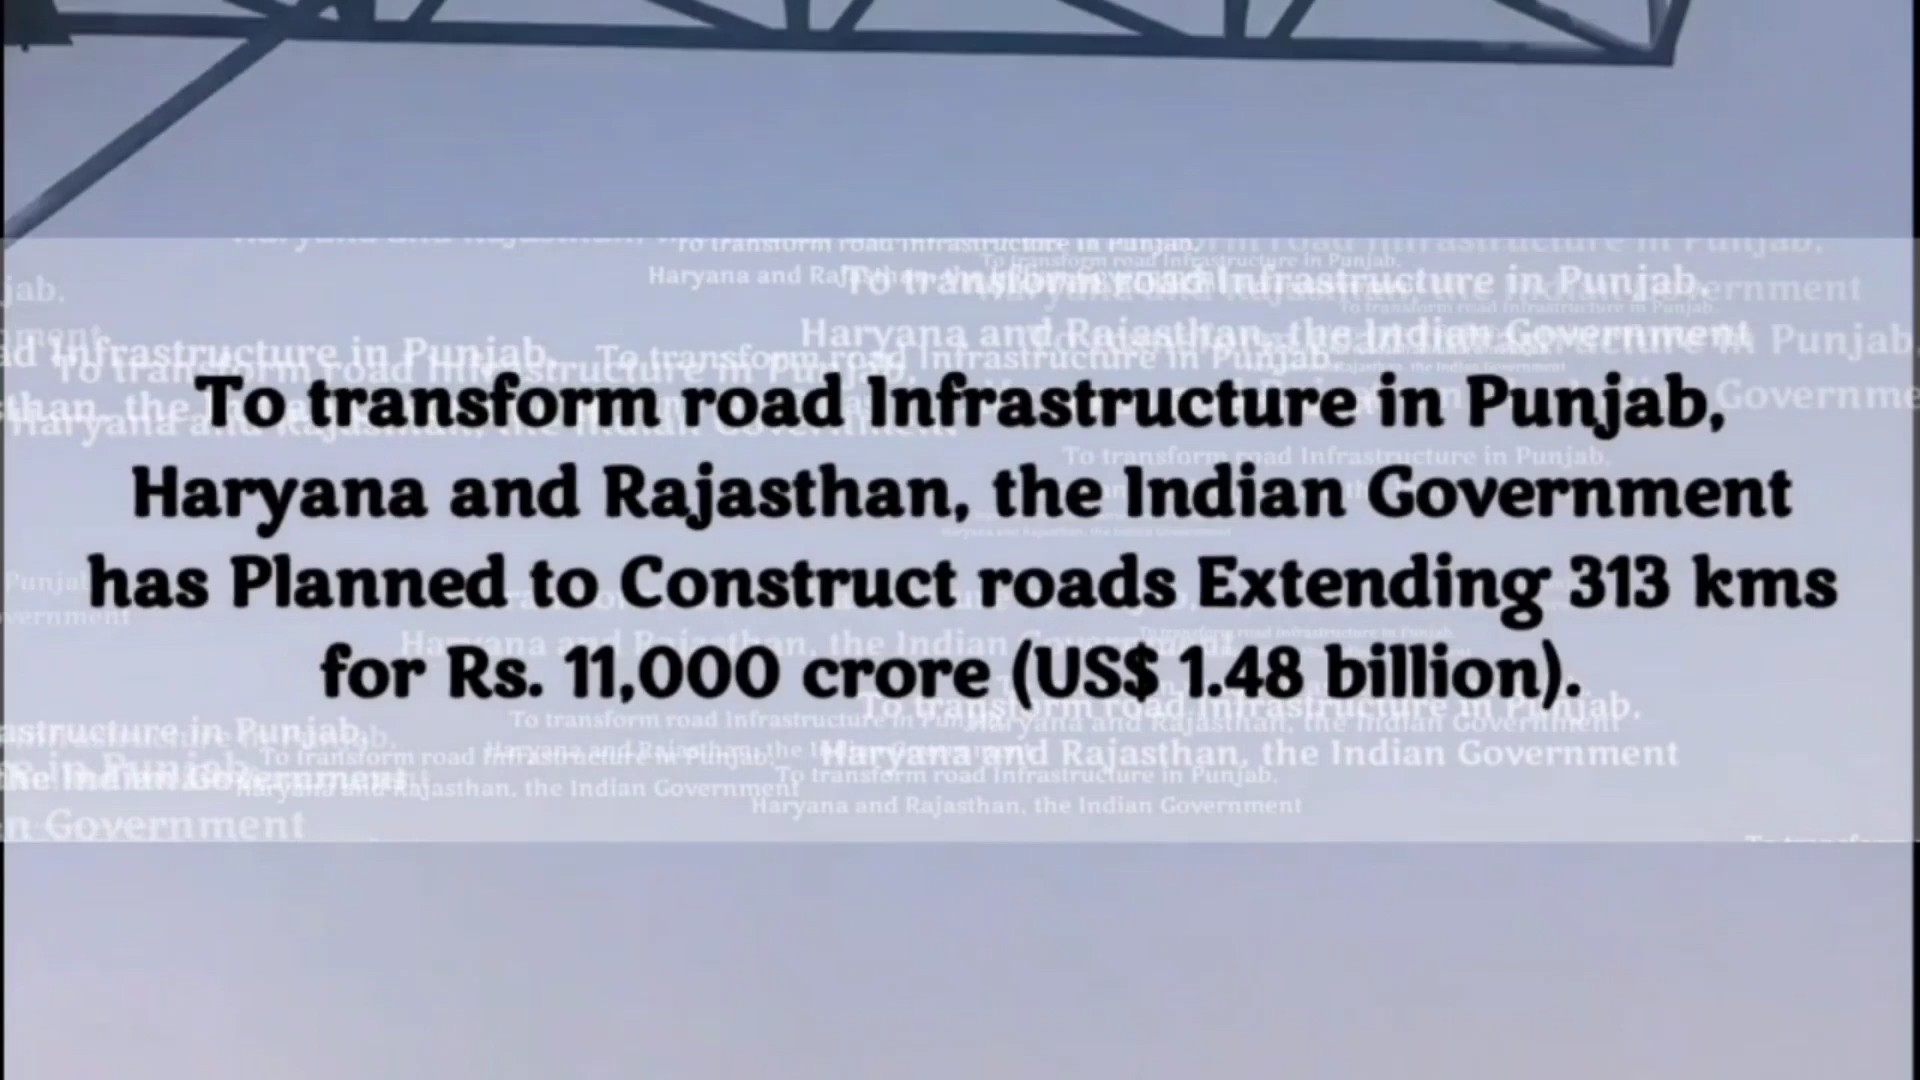 To transform road Infrastructure in Punjab,
Haryana and Rajasthan, the Indian Government
has Planned to Construct roads Extending 313 kms
for Rs. 11,000 crore (US$ 1.48 billion).